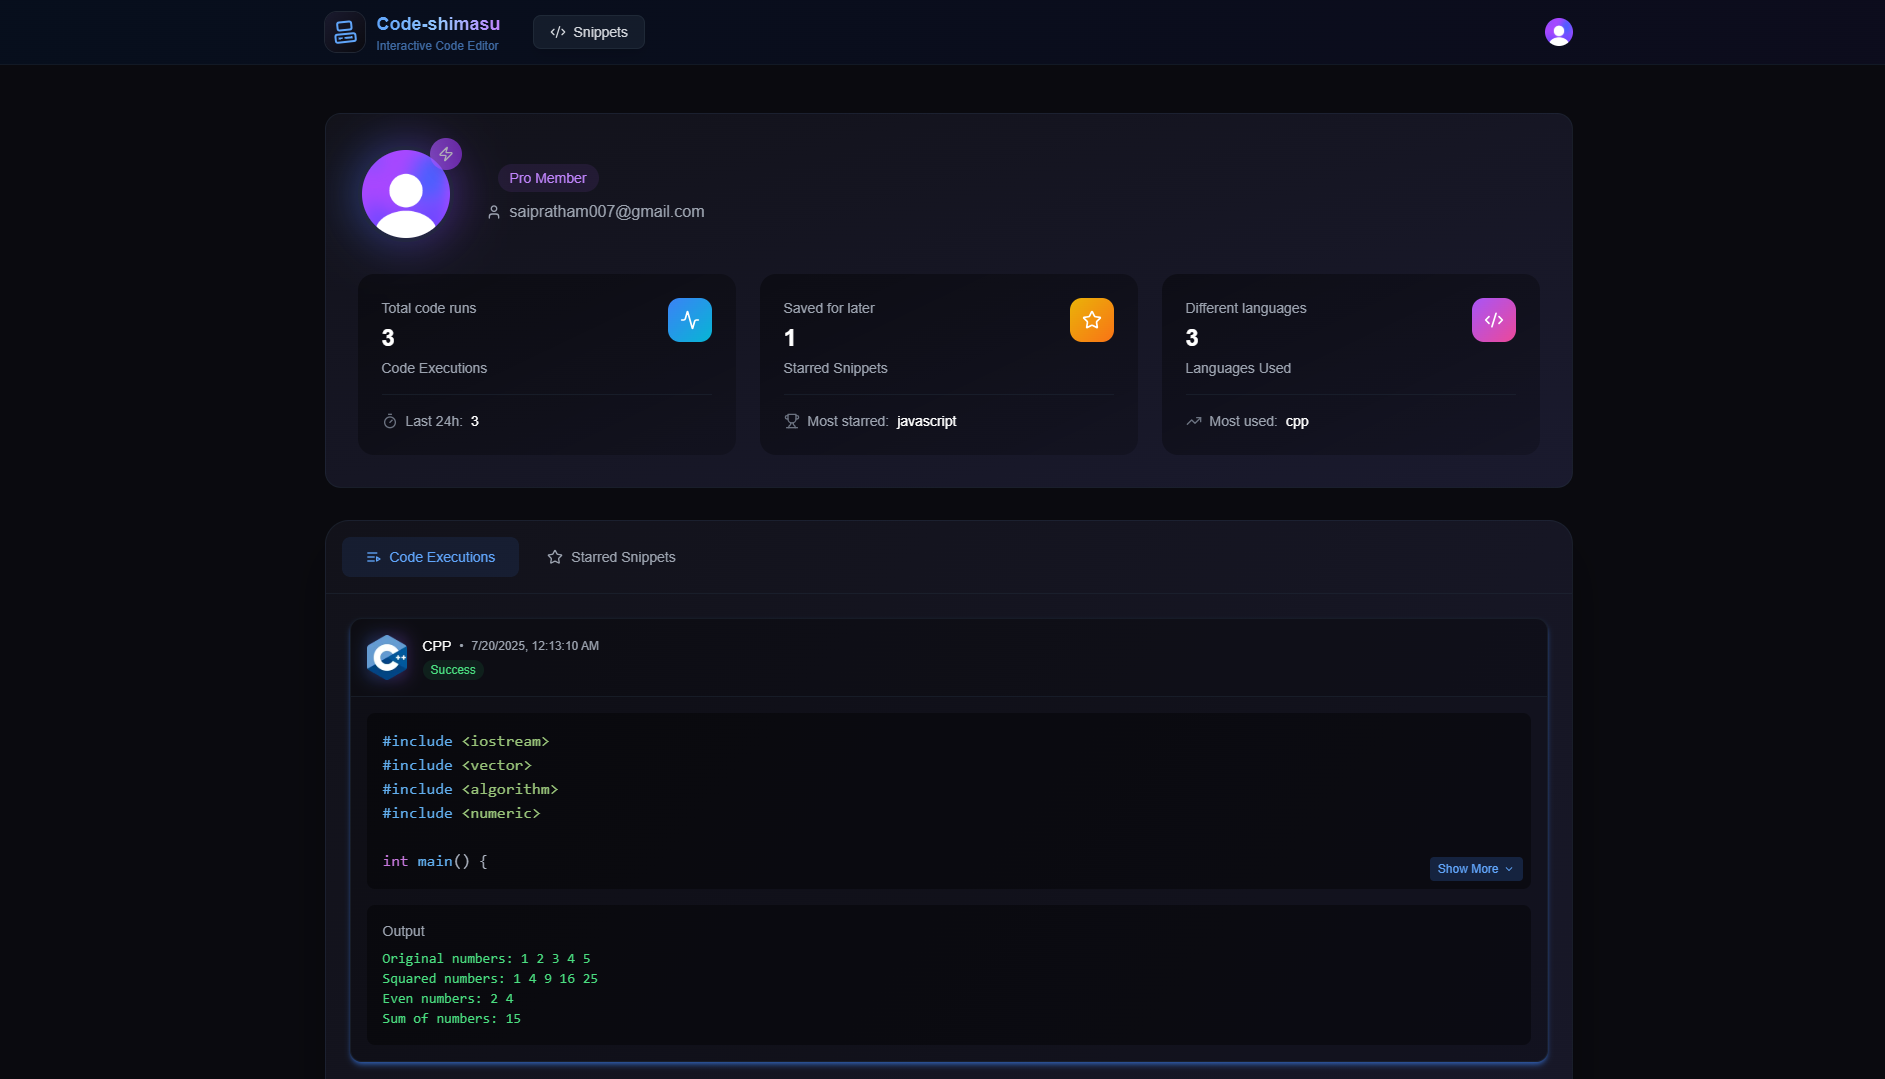 Code-shimasu
Interactive Code Editor
Snippets
Pro Member
saipratham007@gmail.com
Total code runs
3
Code Executions
Last 24h: 3
Saved for later
1
Starred Snippets
Most starred: javascript
Different languages
3
Languages Used
Most used: cpp
Code Executions
Starred Snippets
CPP • 7/20/2025, 12:13:10 AM
Success
#include <iostream>
#include <vector>
#include <algorithm>
#include <numeric>
int main() {
Show More
Output
Original numbers: 1 2 3 4 5
Squared numbers: 1 4 9 16 25
Even numbers: 2 4
Sum of numbers: 15